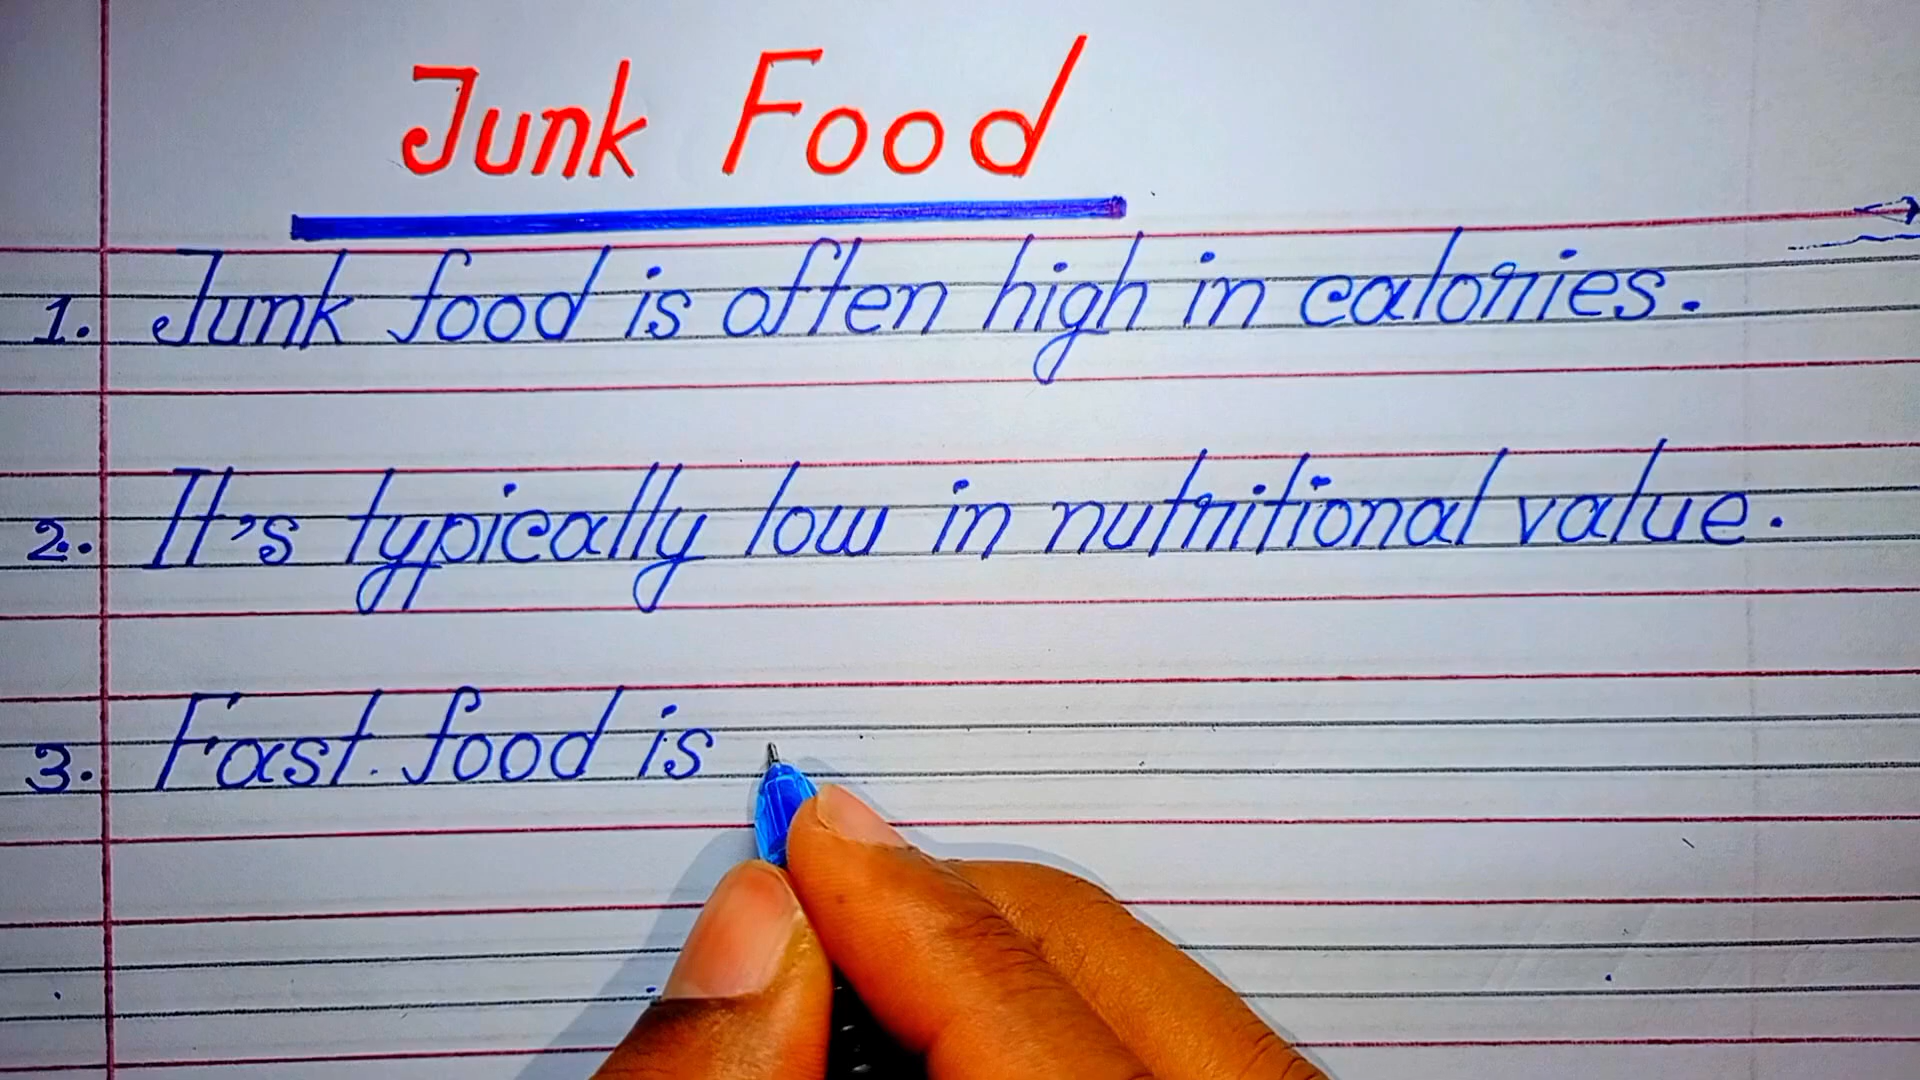 Junk Food
1. Junk food is often high in calories.
2. It's typically low in nutritional value.
3. Fast food is